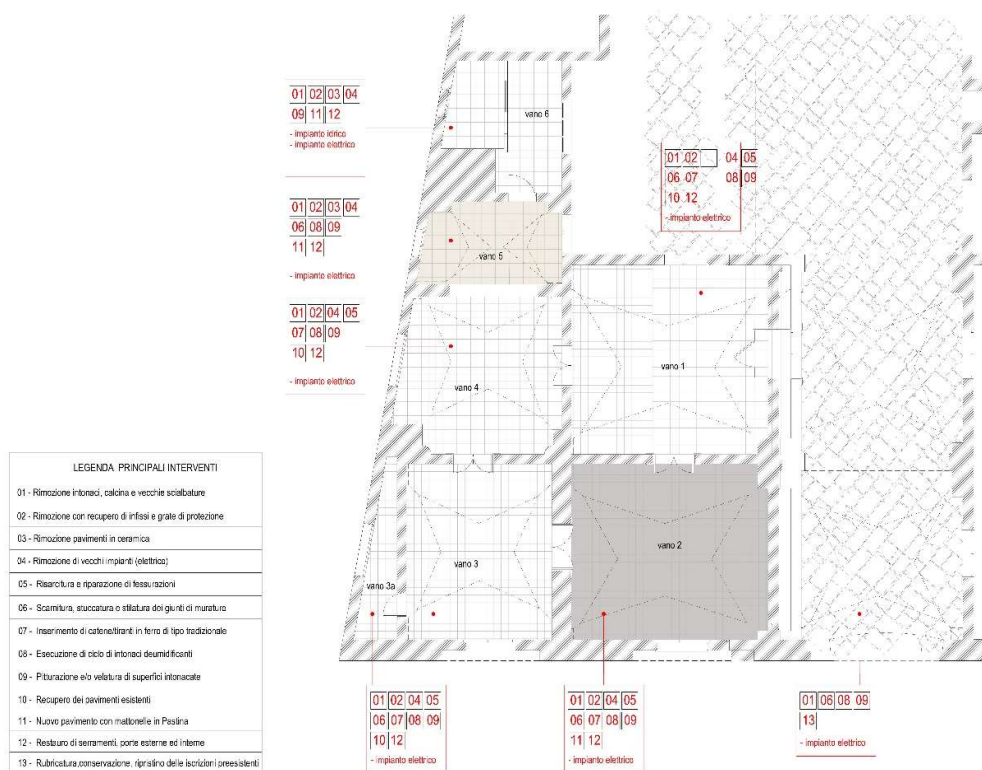 01 02 03 04
09 11 12
- impianto idrico
- impianto elettrico
vano 6
01 02 04 05
06 07 08 09
10 12
- impianto elettrico
01 02 03 04
06 08 09
11 12
- impianto elettrico
vano 5
01 02 04 05
07 08 09
10 12
- impianto elettrico
vano 4
vano 1
LEGENDA PRINCIPALI INTERVENTI
01 - Rimozione intonaci, calcina e vecchie scialbature
02 - Rimozione con recupero di infissi e grate di protezione
03 - Rimozione pavimenti in ceramica
04 - Rimozione di vecchi impianti (elettrico)
05 - Risarcitura e riparazione di fessurazioni
06 - Scarnitura, stuccatura o stilatura dei giunti di murature
07 - Inserimento di catene/tiranti in ferro di tipo tradizionale
08 - Esecuzione di ciclo di intonaci deumidificanti
09 - Pitturazione e/o velatura di superfici intonacate
10 - Recupero dei pavimenti esistenti
11 - Nuovo pavimento con mattonelle in Pastina
12 - Restauro di serramenti, porte esterne ed interne
13 - Rubricatura,conservazione, ripristino delle iscrizioni preesistenti
vano 2
vano 3
vano 3a
01 02 04 05
06 07 08 09
10 12
- impianto elettrico
01 02 04 05
06 07 08 09
11 12
- impianto elettrico
01 06 08 09
13
- impianto elettrico